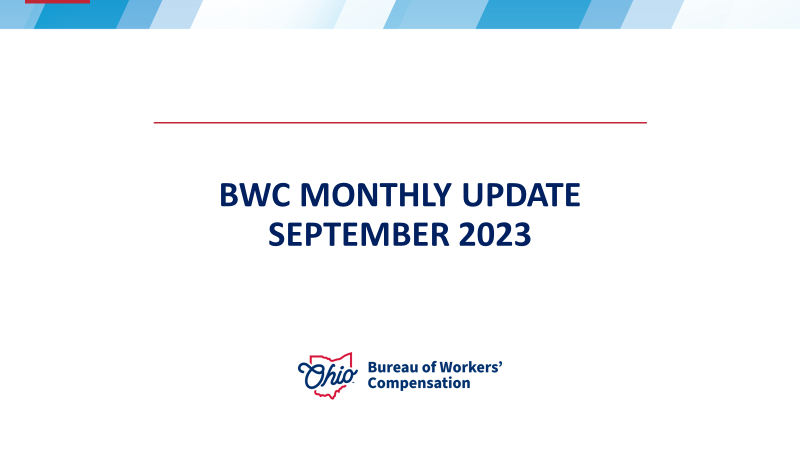 BWC MONTHLY UPDATE
SEPTEMBER 2023
Ohio
Bureau of Workers’
Compensation